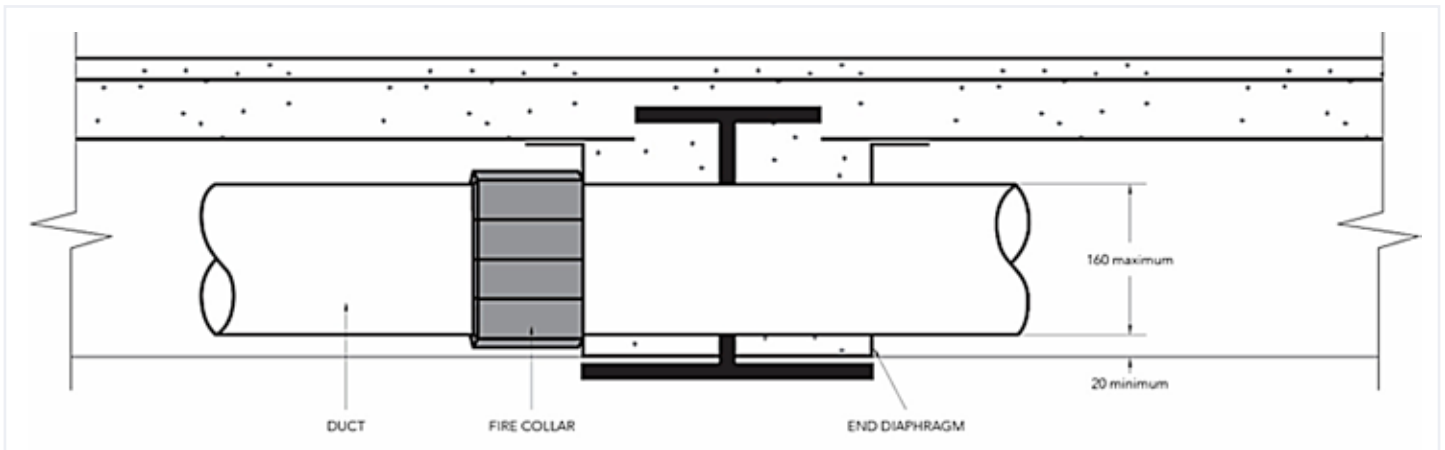 160 maximum
20 minimum
DUCT
FIRE COLLAR
END DIAPHRAGM